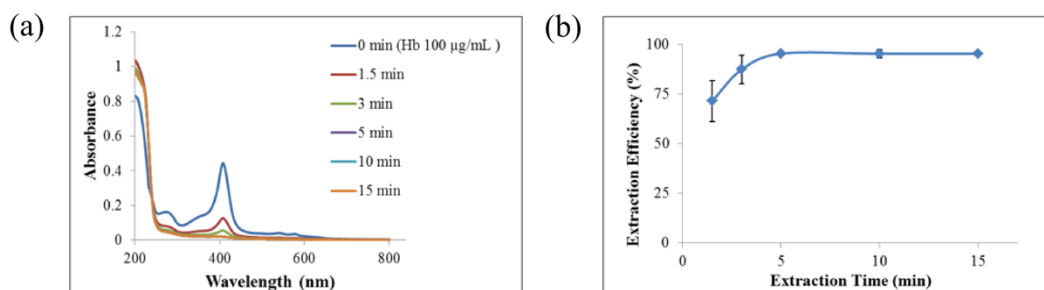 (a)
1.2
1
0.8
0.6
0.4
0.2
0
Absorbance
200
400
600
800
Wavelength (nm)
0 min (Hb 100 µg/mL )
1.5 min
3 min
5 min
10 min
15 min
(b)
100
75
50
25
0
Extraction Efficiency (%)
0
5
10
15
Extraction Time (min)